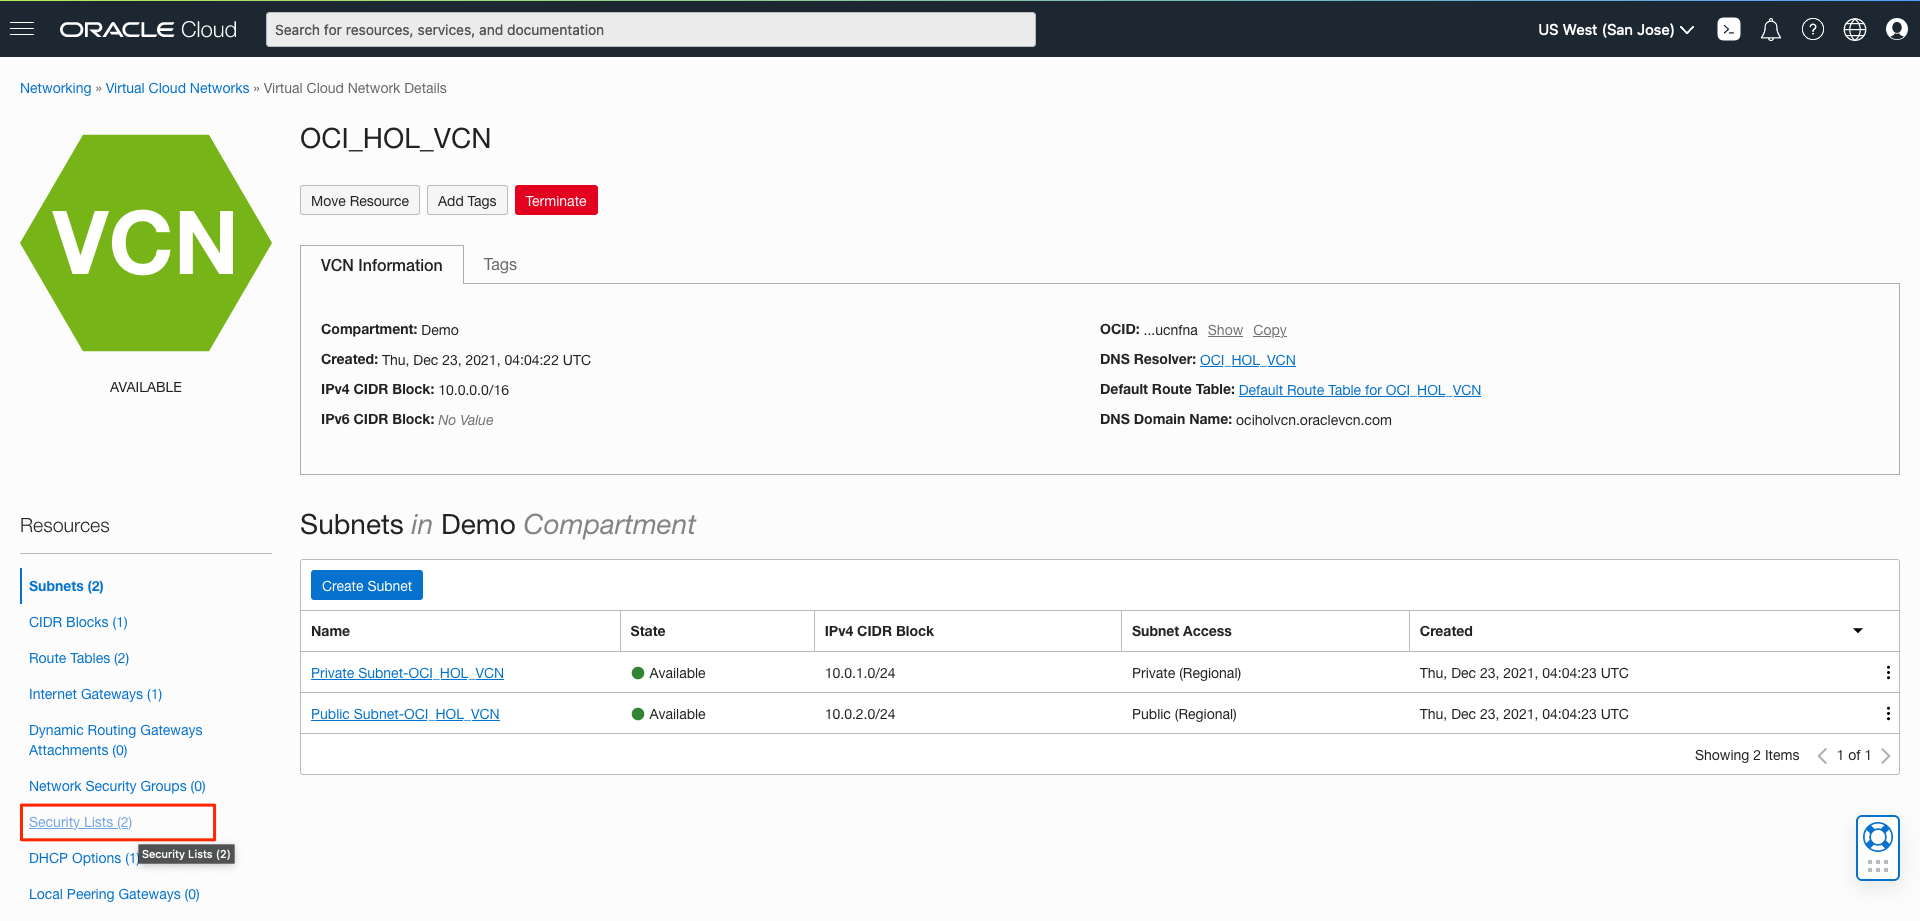 ORACLE Cloud
Search for resources, services, and documentation
US West (San Jose)
Networking » Virtual Cloud Networks » Virtual Cloud Network Details
VCN
AVAILABLE
OCI_HOL_VCN
Move Resource
Add Tags
Terminate
VCN Information
Tags
Compartment: Demo
Created: Thu, Dec 23, 2021, 04:04:22 UTC
IPv4 CIDR Block: 10.0.0.0/16
IPv6 CIDR Block: No Value
OCID: ...ucnfna Show Copy
DNS Resolver: OCI_HOL_VCN
Default Route Table: Default Route Table for OCI_HOL_VCN
DNS Domain Name: ociholvcn.oraclevcn.com
Resources
Subnets (2)
CIDR Blocks (1)
Route Tables (2)
Internet Gateways (1)
Dynamic Routing Gateways
Attachments (0)
Network Security Groups (0)
Security Lists (2)
DHCP Options (1)
Security Lists (2)
Local Peering Gateways (0)
Subnets in Demo Compartment
Create Subnet
Name State IPv4 CIDR Block Subnet Access Created
Private Subnet-OCI_HOL_VCN Available 10.0.1.0/24 Private (Regional) Thu, Dec 23, 2021, 04:04:23 UTC
Public Subnet-OCI_HOL_VCN Available 10.0.2.0/24 Public (Regional) Thu, Dec 23, 2021, 04:04:23 UTC
Showing 2 Items < 1 of 1 >